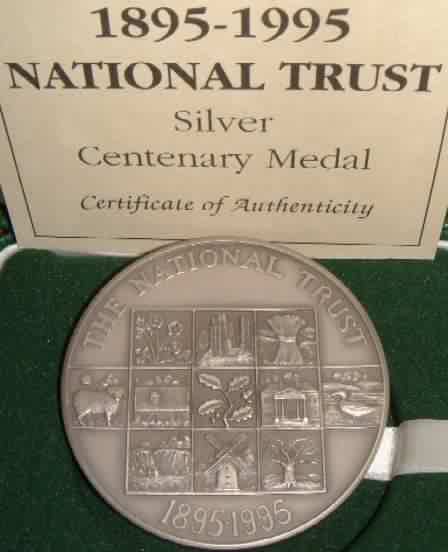 1895-1995
NATIONAL TRUST
Silver
Centenary Medal
Certificate of Authenticity
THE NATIONAL TRUST
1895·1995